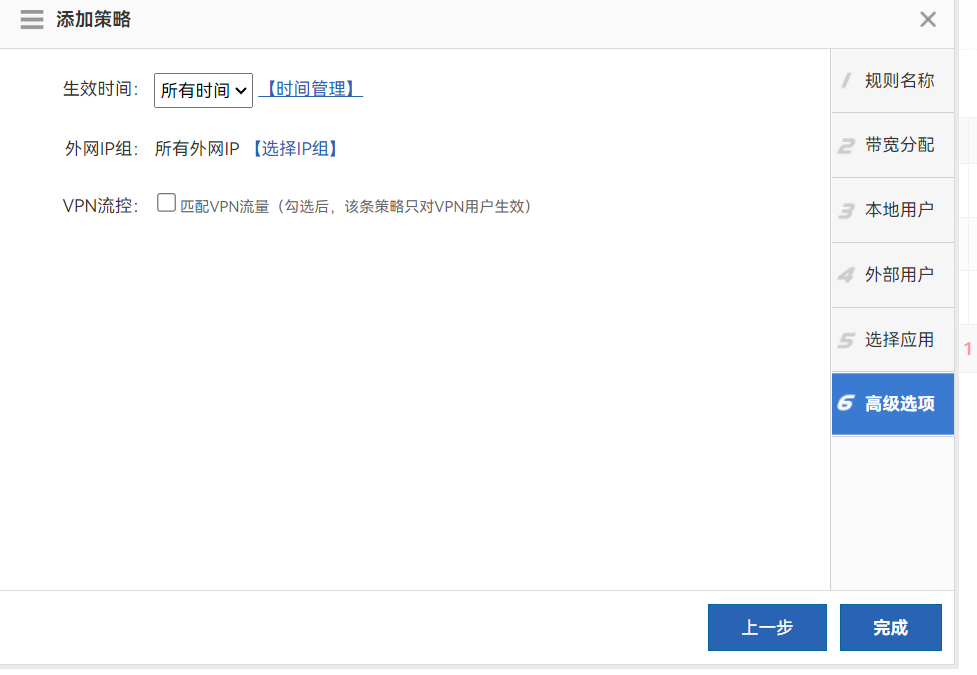 添加策略
生效时间： 所有时间 【时间管理】
外网IP组： 所有外网IP 【选择IP组】
VPN流控： 匹配VPN流量（勾选后，该条策略只对VPN用户生效）
1 规则名称
2 带宽分配
3 本地用户
4 外部用户
5 选择应用
6 高级选项
1
上一步 完成